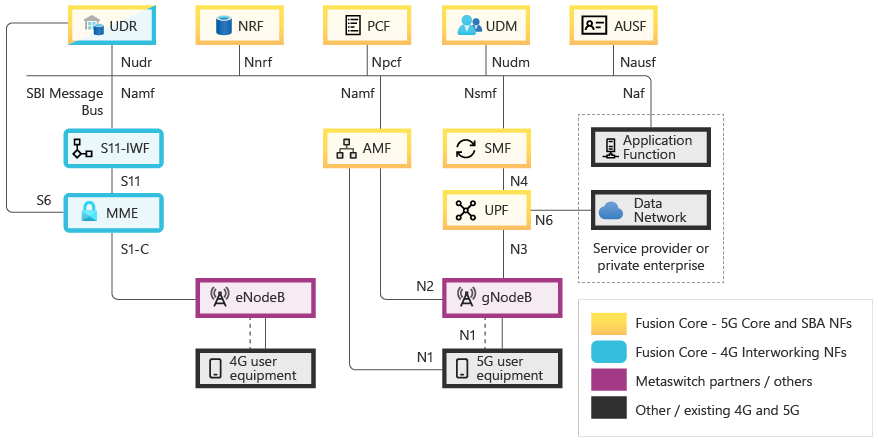 UDR
NRF
PCF
UDM
AUSF
Nudr
Nnrf
Npcf
Nudm
Nausf
SBI Message
Bus
Namf
Namf
Nsmf
Naf
S11-IWF
AMF
SMF
Application
Function
S11
N4
S6
MME
UPF
N6
Data
Network
S1-C
N3
Service provider or
private enterprise
N2
eNodeB
gNodeB
N1
N1
4G user
equipment
5G user
equipment
Fusion Core - 5G Core and SBA NFs
Fusion Core - 4G Interworking NFs
Metaswitch partners / others
Other / existing 4G and 5G